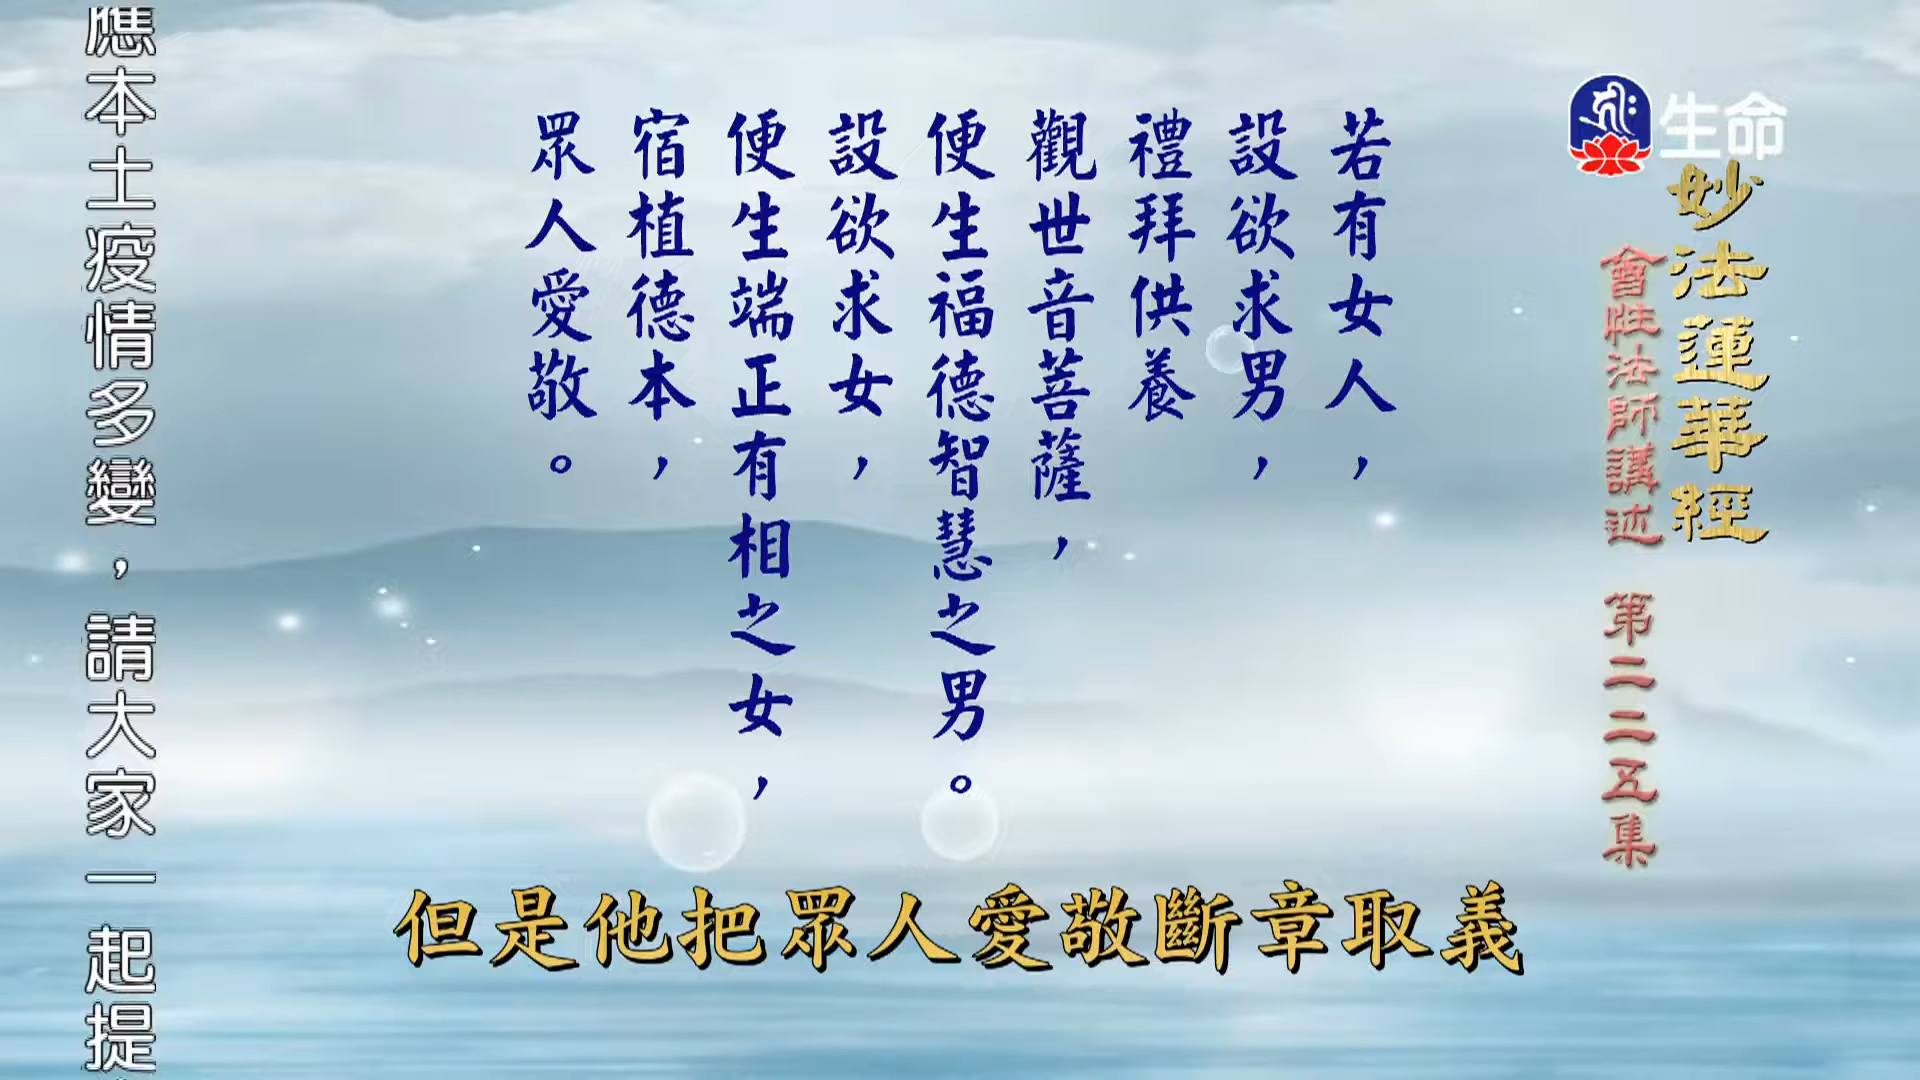 生命
妙法蓮華經
會性法師講述 第二二五集
若有女人，
設欲求男，
禮拜供養
觀世音菩薩，
便生福德智慧之男。
設欲求女，
便生端正有相之女，
宿植德本，
眾人愛敬。
應本土疫情多變，請大家一起提
但是他把眾人愛敬斷章取義